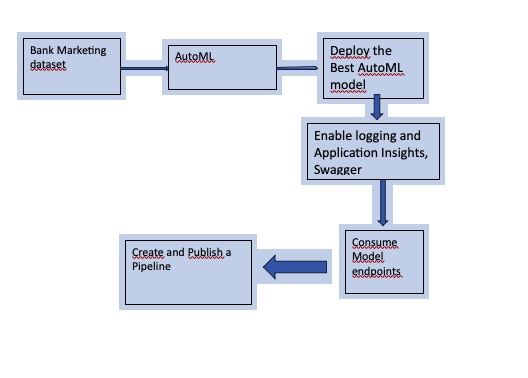 Bank Marketing
dataset
AutoML
Deploy the
Best AutoML
model
Enable logging and
Application Insights,
Swagger
Consume
Model
endpoints
Create and Publish a
Pipeline